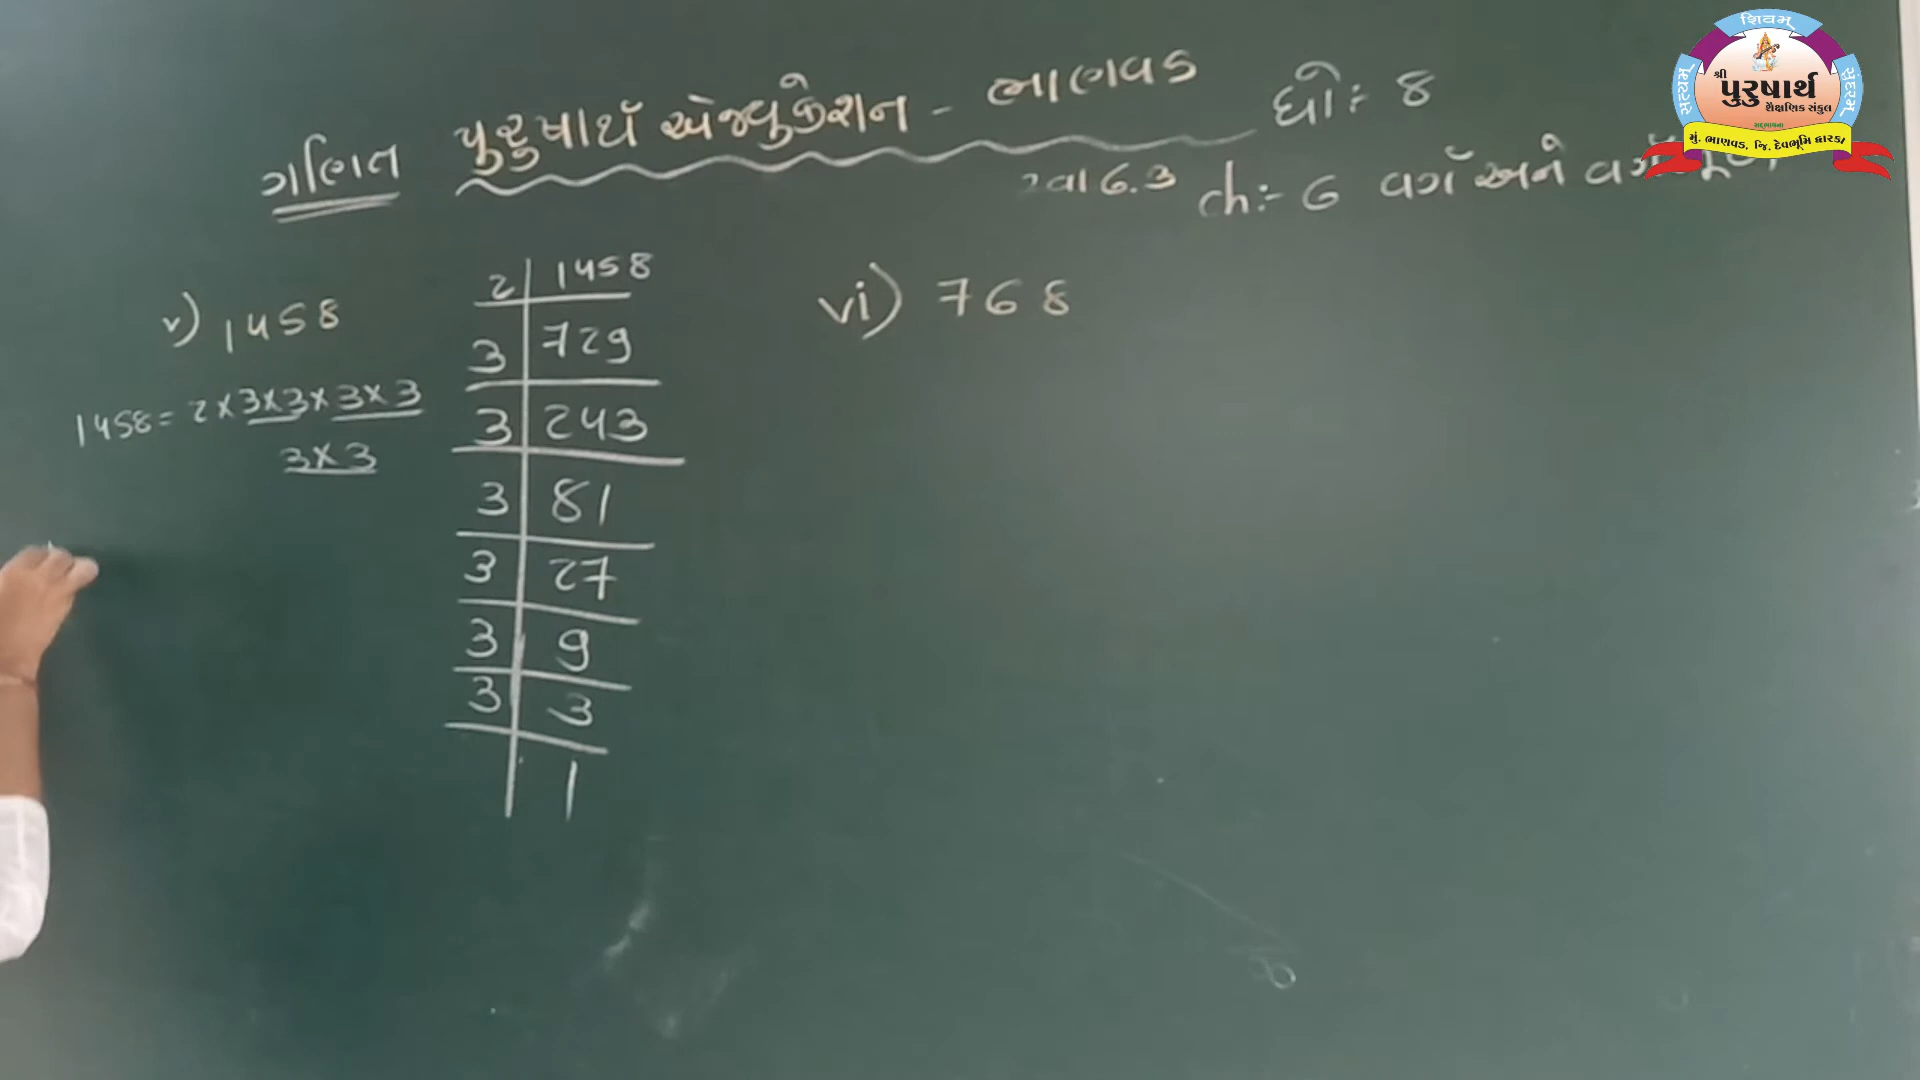 ગણિત પુરુષાર્થ એજ્યુકેશન - ભાણવડ ધો:- 8
સ્વા 6.3 ch:- 6 વર્ગ અને
v) 1458
1458 = 2 × 3 × 3 × 3 × 3
3 × 3
2 | 1458
3 | 729
3 | 243
3 | 81
3 | 27
3 | 9
3 | 3
1
vi) 768
શિવમ્
સત્યમ્
સુંદરમ્
શ્રી
પુરુષાર્થ
શૈક્ષણિક સંકુલ
મું. ભાણવડ, જિ. દેવભૂમિ દ્વારકા